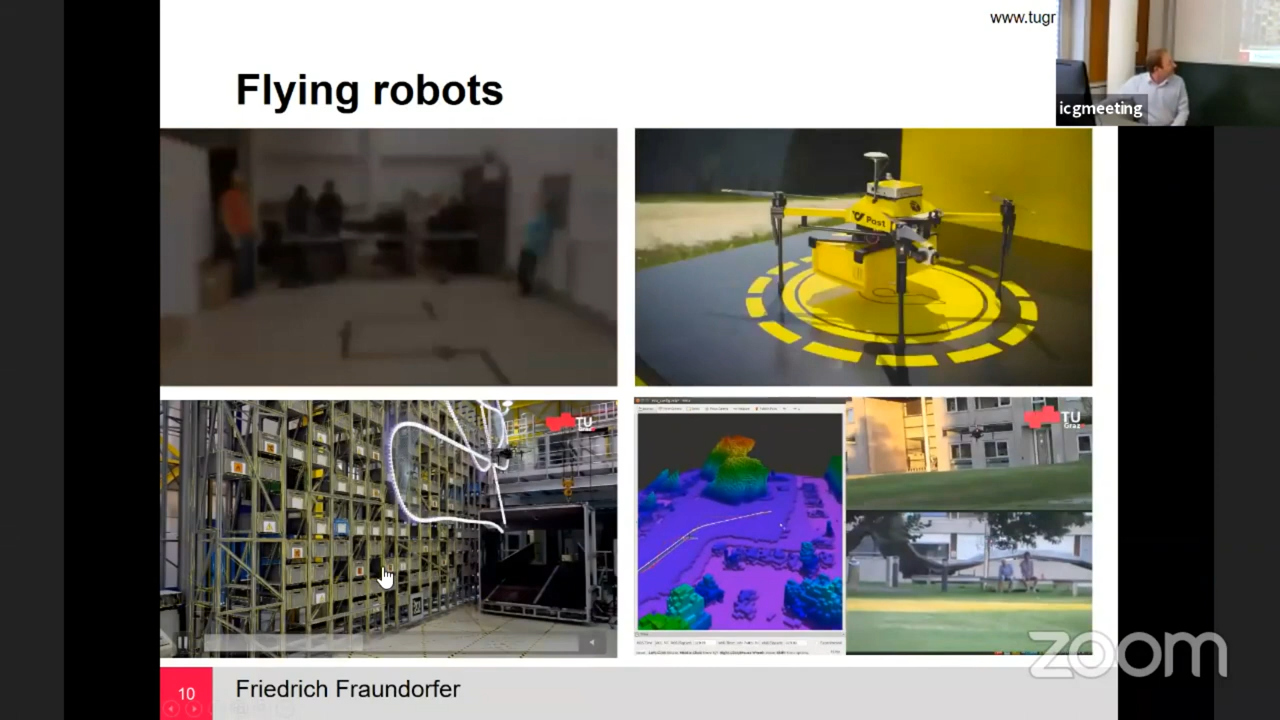 www.tugr
Flying robots
icgmeeting
Post
TU
TU
Graz
10
Friedrich Fraundorfer
zoom